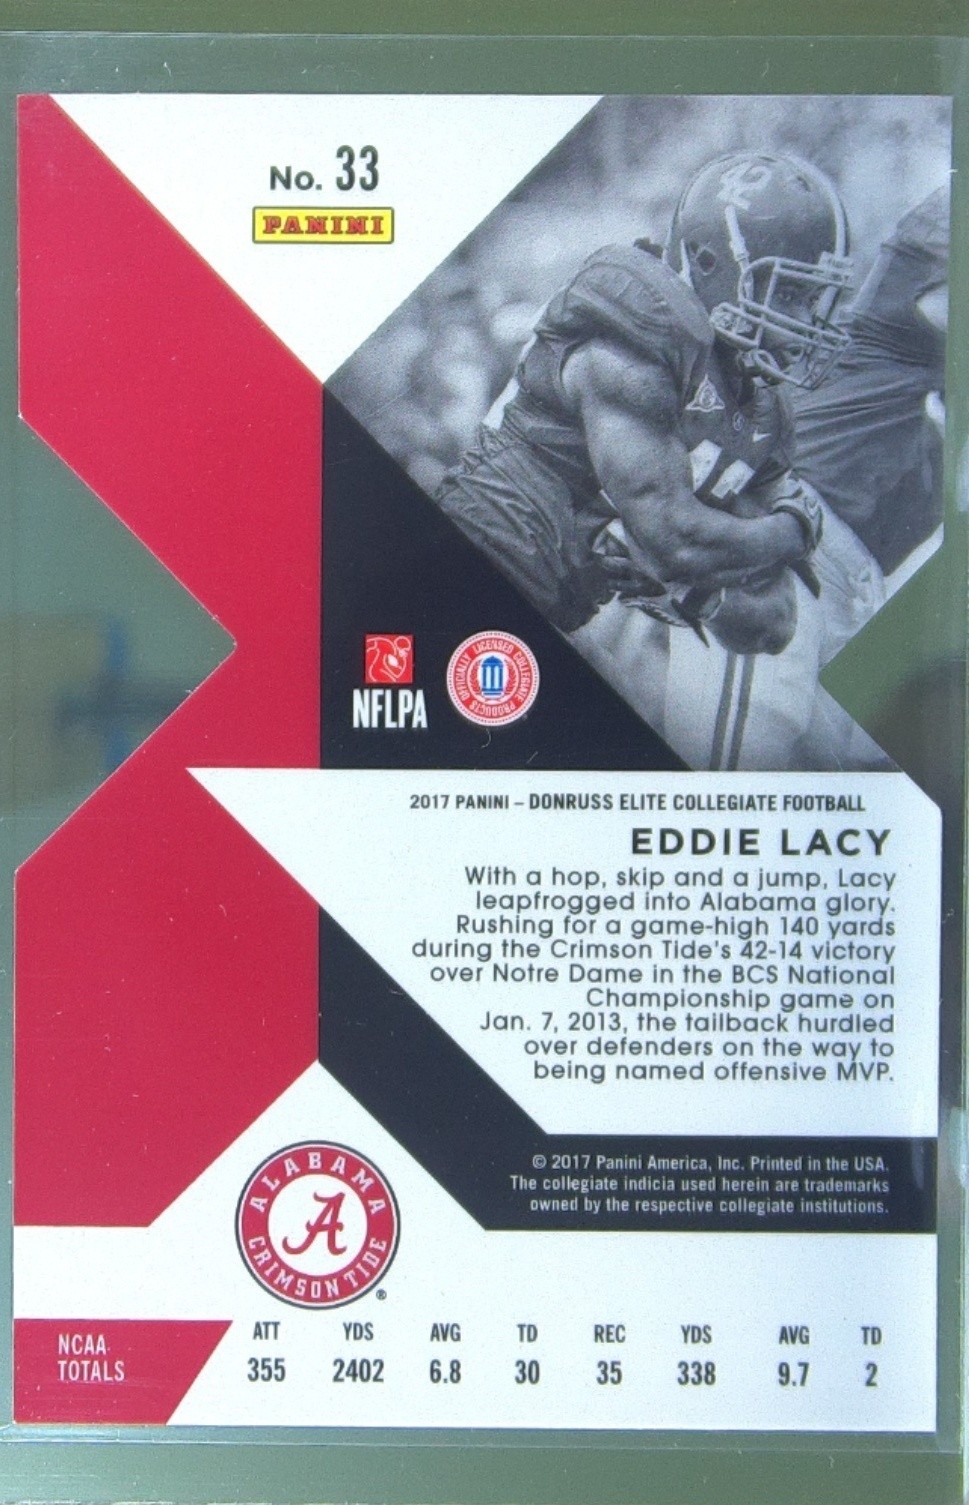 No. 33
PANINI
42
NFLPA
OFFICIALLY LICENSED COLLEGIATE PRODUCTS
2017 PANINI – DONRUSS ELITE COLLEGIATE FOOTBALL
EDDIE LACY
With a hop, skip and a jump, Lacy
leapfrogged into Alabama glory.
Rushing for a game-high 140 yards
during the Crimson Tide's 42-14 victory
over Notre Dame in the BCS National
Championship game on
Jan. 7, 2013, the tailback hurdled
over defenders on the way to
being named offensive MVP.
© 2017 Panini America, Inc. Printed in the USA.
The collegiate indicia used herein are trademarks
owned by the respective collegiate institutions.
ALABAMA
A
CRIMSON TIDE
®
ATT YDS AVG TD REC YDS AVG TD
NCAA
TOTALS
355 2402 6.8 30 35 338 9.7 2